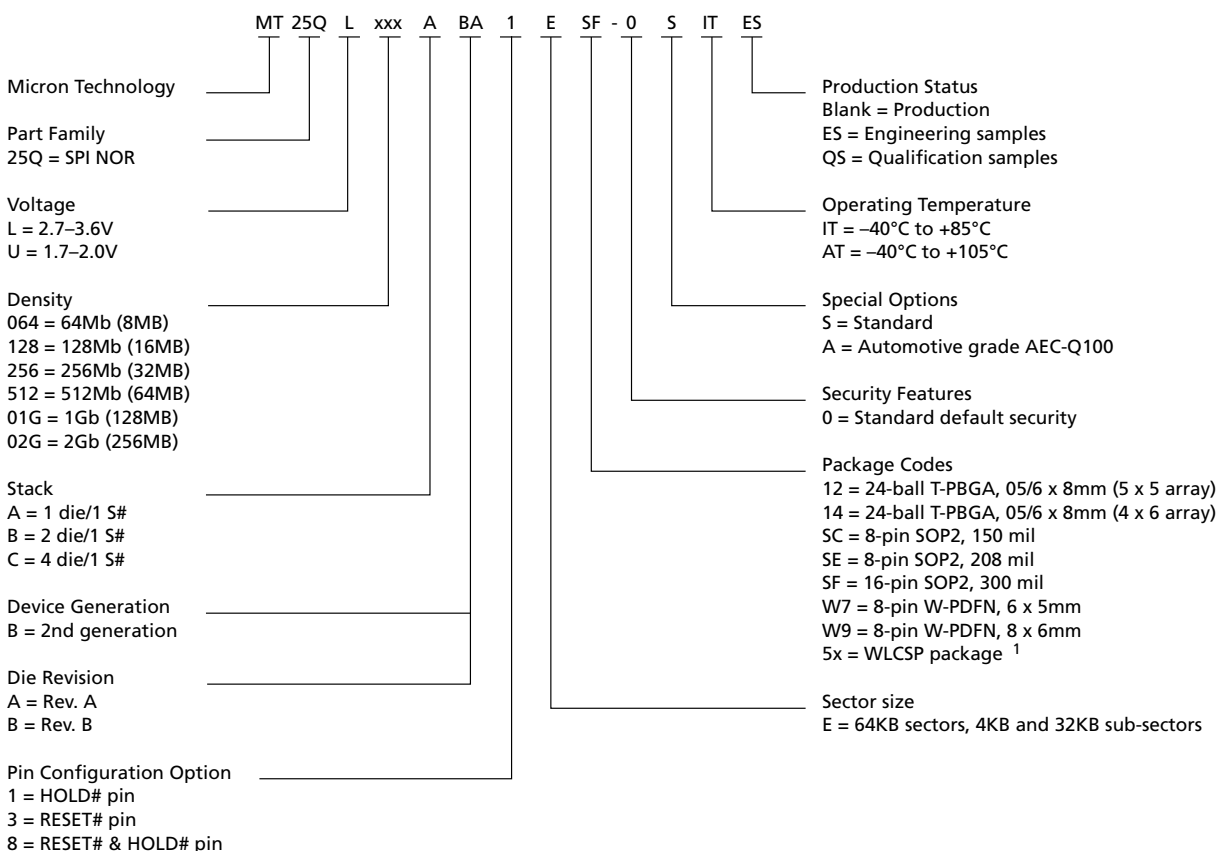 MT 25Q L xxx A BA 1 E SF - 0 S IT ES
Micron Technology
Part Family
25Q = SPI NOR
Voltage
L = 2.7–3.6V
U = 1.7–2.0V
Density
064 = 64Mb (8MB)
128 = 128Mb (16MB)
256 = 256Mb (32MB)
512 = 512Mb (64MB)
01G = 1Gb (128MB)
02G = 2Gb (256MB)
Stack
A = 1 die/1 S#
B = 2 die/1 S#
C = 4 die/1 S#
Device Generation
B = 2nd generation
Die Revision
A = Rev. A
B = Rev. B
Pin Configuration Option
1 = HOLD# pin
3 = RESET# pin
8 = RESET# & HOLD# pin
Production Status
Blank = Production
ES = Engineering samples
QS = Qualification samples
Operating Temperature
IT = –40°C to +85°C
AT = –40°C to +105°C
Special Options
S = Standard
A = Automotive grade AEC-Q100
Security Features
0 = Standard default security
Package Codes
12 = 24-ball T-PBGA, 05/6 x 8mm (5 x 5 array)
14 = 24-ball T-PBGA, 05/6 x 8mm (4 x 6 array)
SC = 8-pin SOP2, 150 mil
SE = 8-pin SOP2, 208 mil
SF = 16-pin SOP2, 300 mil
W7 = 8-pin W-PDFN, 6 x 5mm
W9 = 8-pin W-PDFN, 8 x 6mm
5x = WLCSP package 1
Sector size
E = 64KB sectors, 4KB and 32KB sub-sectors